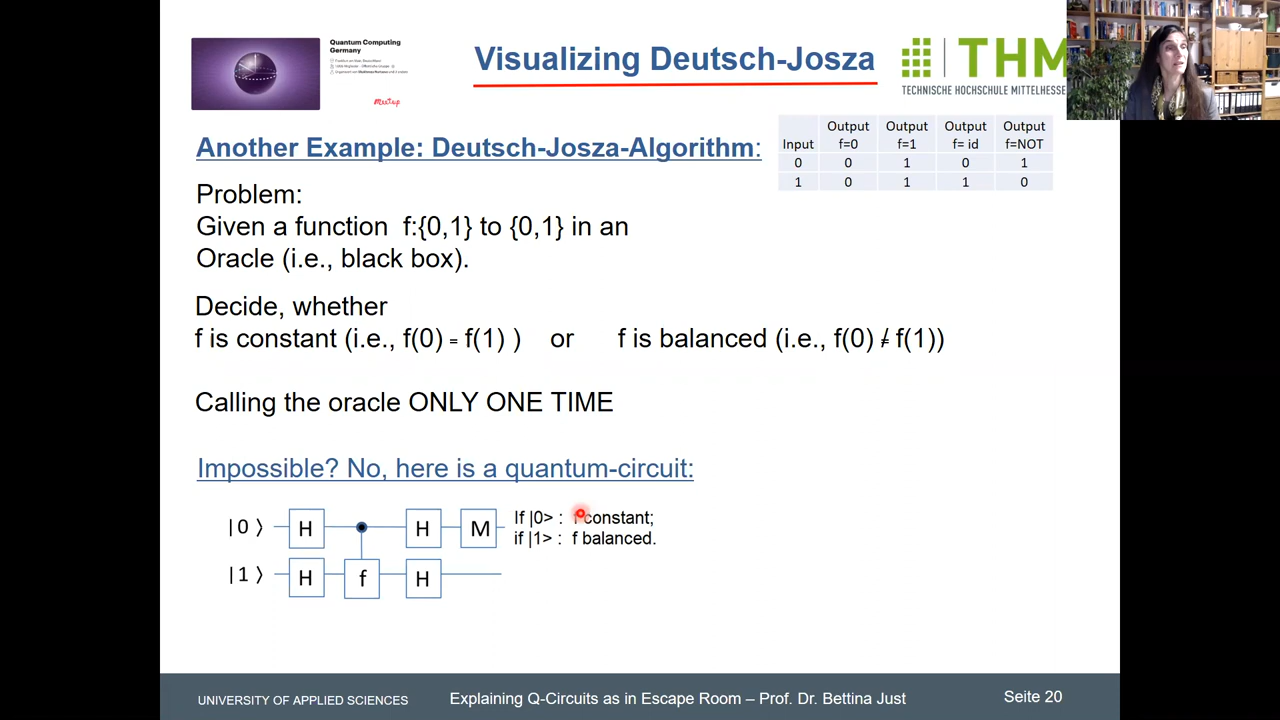 Quantum Computing
Germany
Meetup
Visualizing Deutsch-Josza
THM
TECHNISCHE HOCHSCHULE MITTELHESSE
Another Example: Deutsch-Josza-Algorithm:
Input Output f=0 Output f=1 Output f= id Output f=NOT
0 0 1 0 1
1 0 1 1 0
Problem:
Given a function f:{0,1} to {0,1} in an
Oracle (i.e., black box).
Decide, whether
f is constant (i.e., f(0) = f(1) ) or f is balanced (i.e., f(0) ≠ f(1))
Calling the oracle ONLY ONE TIME
Impossible? No, here is a quantum-circuit:
|0⟩ H H M
If |0> : f constant;
if |1> : f balanced.
|1⟩ H f H
UNIVERSITY OF APPLIED SCIENCES
Explaining Q-Circuits as in Escape Room – Prof. Dr. Bettina Just
Seite 20